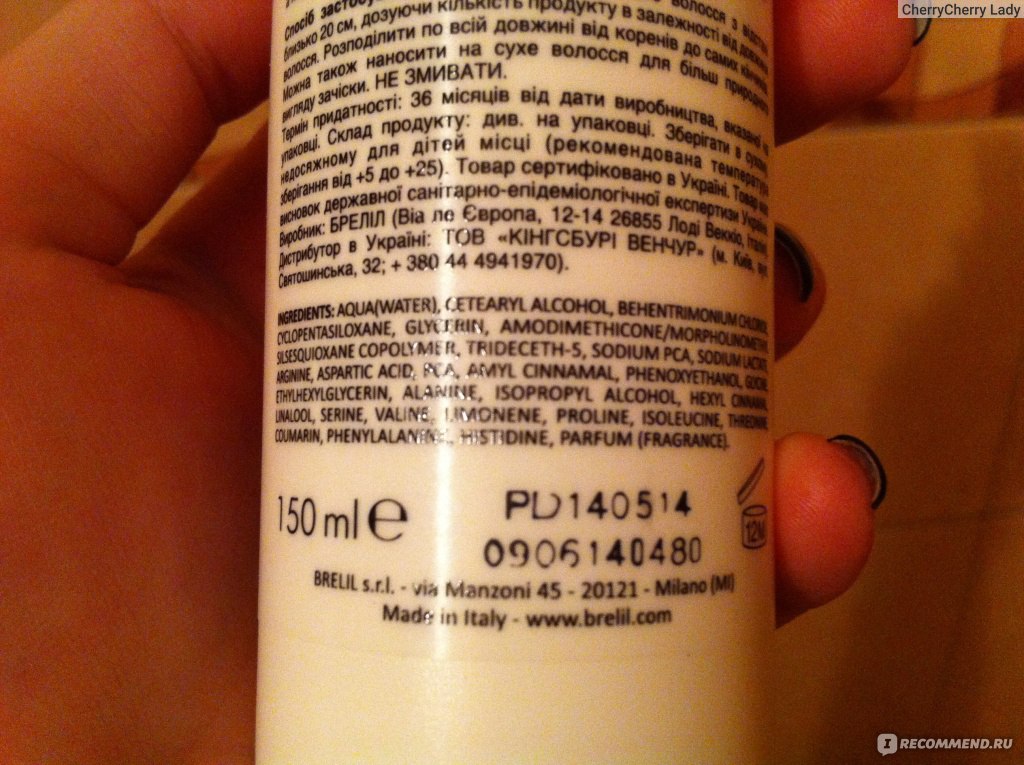 CherryCherry Lady
волосся з
Спосіб
близько 20 см, дозуючи кількість продукту в залежності від
волосся. Розподілити по всій довжині від коренів до самих
Можна також наносити на сухе волосся для більш
вигляду зачіски. НЕ ЗМИВАТИ.
Термін придатності: 36 місяців від дати виробництва,
упаковці. Склад продукту: див. на упаковці. Зберігати в
недосяжному для дітей місці (рекомендована температура
зберігання від +5 до +25). Товар сертифіковано в Україні. Товар
висновок державної санітарно-епідеміологічної експертизи
Виробник: БРЕЛІЛ (Віа ле Європа, 12-14 26855 Лоді Веккіо,
Дистрибутор в Україні: ТОВ «КІНГСБУРІ ВЕНЧУР» (м. Київ,
Святошинська, 32; + 380 44 4941970).
INGREDIENTS: AQUA(WATER), CETEARYL ALCOHOL, BEHENTRIMONIUM
CYCLOPENTASILOXANE, GLYCERIN, AMODIMETHICONE/
SILSESQUIOXANE COPOLYMER, TRIDECETH-5, SODIUM PCA, SODIUM
ARGININE, ASPARTIC ACID, PCA, AMYL CINNAMAL, PHENOXYETHANOL,
ETHYLHEXYLGLYCERIN, ALANINE, ISOPROPYL ALCOHOL, HEXYL
LINALOOL, SERINE, VALINE, LIMONENE, PROLINE, ISOLEUCINE,
COUMARIN, PHENYLALANINE, HISTIDINE, PARFUM (FRAGRANCE).
150 ml e PD140514 12M
0906140480
BRELIL s.r.l. - via Manzoni 45 - 20121 - Milano (MI)
Made in Italy - www.brelil.com
IRECOMMEND.RU